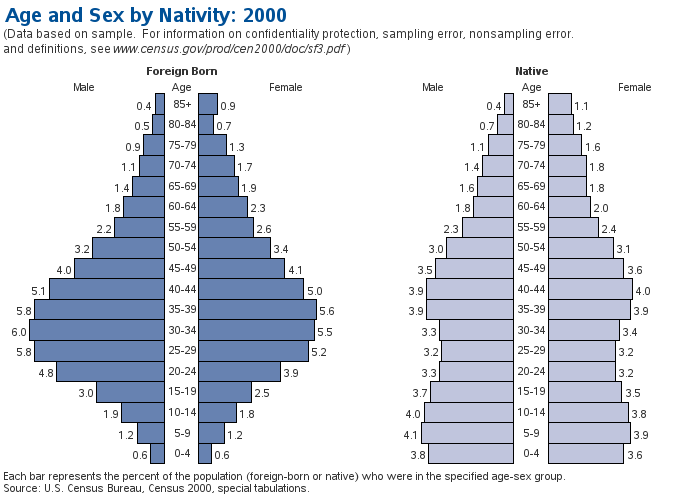 Age and Sex by Nativity: 2000
(Data based on sample. For information on confidentiality protection, sampling error, nonsampling error.
and definitions, see www.census.gov/prod/cen2000/doc/sf3.pdf)
Foreign Born Native
Male Age Female Male Age Female
0.4 85+ 0.9 0.4 85+ 1.1
0.5 80-84 0.7 0.7 80-84 1.2
0.9 75-79 1.3 1.1 75-79 1.6
1.1 70-74 1.7 1.4 70-74 1.8
1.4 65-69 1.9 1.6 65-69 1.8
1.8 60-64 2.3 1.8 60-64 2.0
2.2 55-59 2.6 2.3 55-59 2.4
3.2 50-54 3.4 3.0 50-54 3.1
4.0 45-49 4.1 3.5 45-49 3.6
5.1 40-44 5.0 3.9 40-44 4.0
5.8 35-39 5.6 3.9 35-39 3.9
6.0 30-34 5.5 3.3 30-34 3.4
5.8 25-29 5.2 3.2 25-29 3.2
4.8 20-24 3.9 3.3 20-24 3.2
3.0 15-19 2.5 3.7 15-19 3.5
1.9 10-14 1.8 4.0 10-14 3.8
1.2 5-9 1.2 4.1 5-9 3.9
0.6 0-4 0.6 3.8 0-4 3.6
Each bar represents the percent of the population (foreign-born or native) who were in the specified age-sex group.
Source: U.S. Census Bureau, Census 2000, special tabulations.